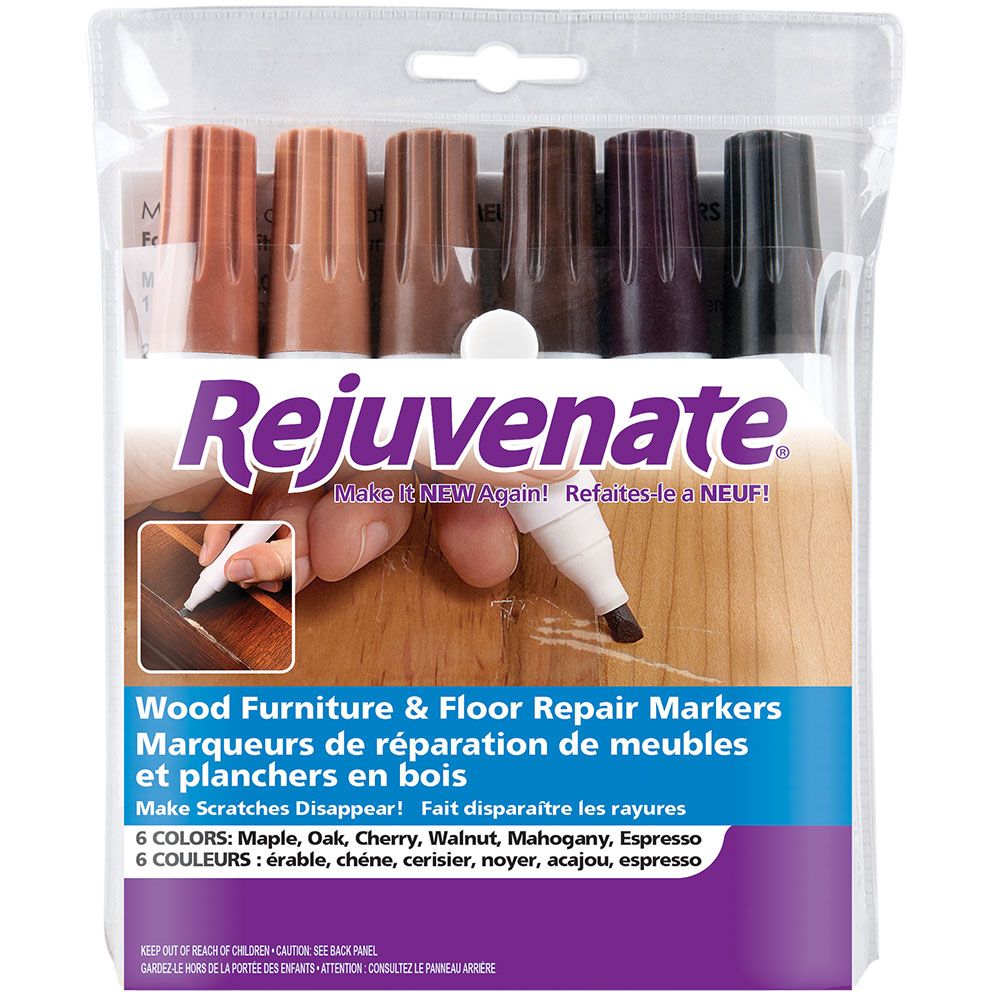 Rejuvenate®
Make It NEW Again! Refaites-le a NEUF!
Wood Furniture & Floor Repair Markers
Marqueurs de réparation de meubles
et planchers en bois
Make Scratches Disappear! Fait disparaître les rayures
6 COLORS: Maple, Oak, Cherry, Walnut, Mahogany, Espresso
6 COULEURS : érable, chéne, cerisier, noyer, acajou, espresso
KEEP OUT OF REACH OF CHILDREN • CAUTION: SEE BACK PANEL
GARDEZ-LE HORS DE LA PORTÉE DES ENFANTS • ATTENTION : CONSULTEZ LE PANNEAU ARRIÈRE